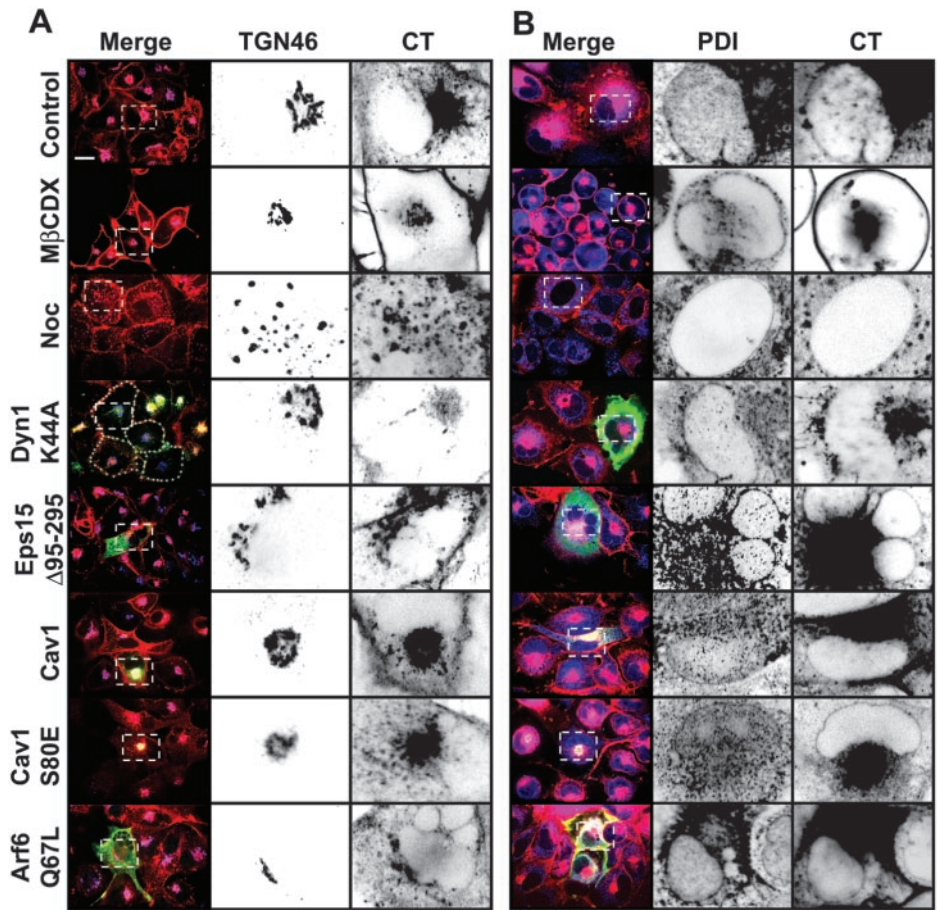 A
B
Merge TGN46 CT
Merge PDI CT
Control
MβCDX
Noc
Dyn1
K44A
Eps15
Δ95-295
Cav1
Cav1
S80E
Arf6
Q67L